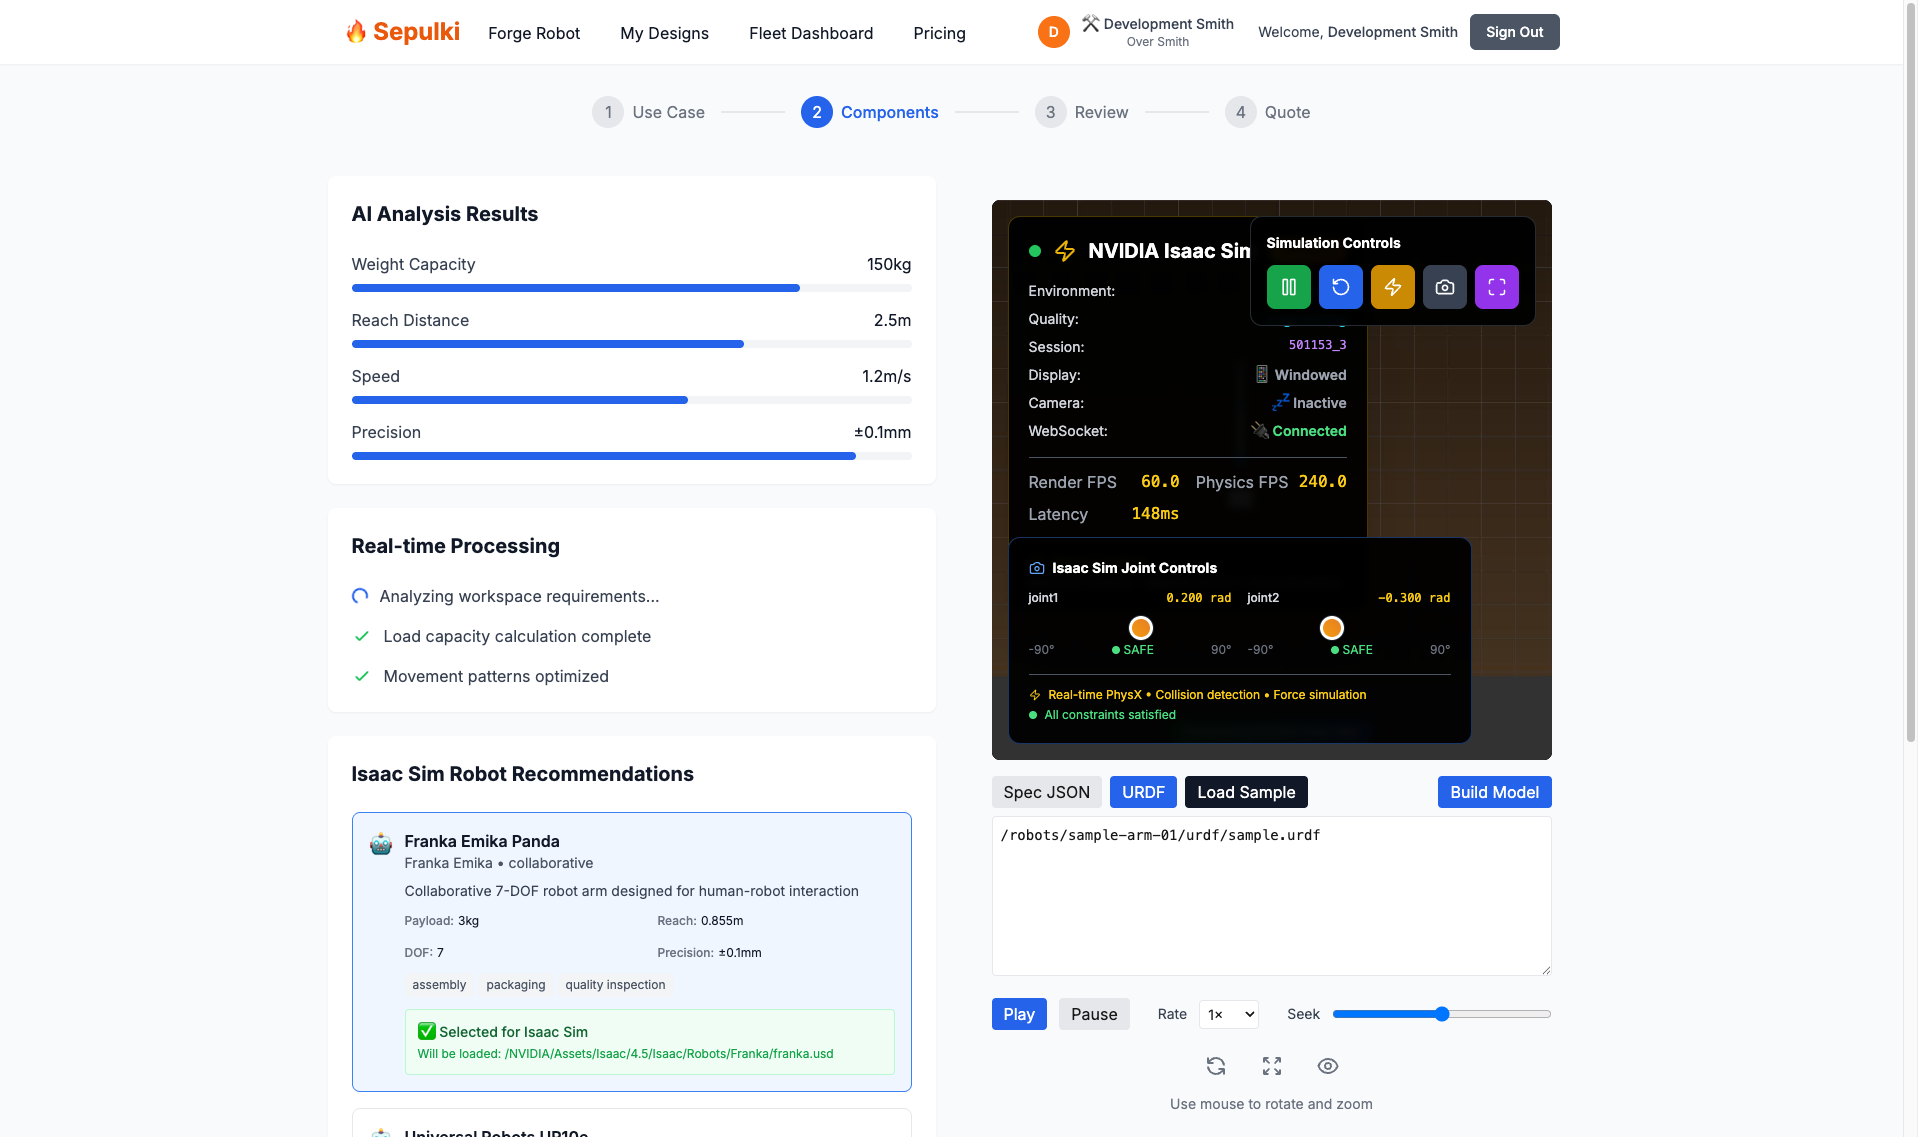 Sepulki
Forge Robot
My Designs
Fleet Dashboard
Pricing
D
Development Smith
Over Smith
Welcome, Development Smith
Sign Out
1 Use Case
2 Components
3 Review
4 Quote
AI Analysis Results
Weight Capacity 150kg
Reach Distance 2.5m
Speed 1.2m/s
Precision ±0.1mm
Real-time Processing
Analyzing workspace requirements...
Load capacity calculation complete
Movement patterns optimized
Isaac Sim Robot Recommendations
Franka Emika Panda
Franka Emika • collaborative
Collaborative 7-DOF robot arm designed for human-robot interaction
Payload: 3kg Reach: 0.855m
DOF: 7 Precision: ±0.1mm
assembly packaging quality inspection
Selected for Isaac Sim
Will be loaded: /NVIDIA/Assets/Isaac/4.5/Isaac/Robots/Franka/franka.usd
Universal Robots UR10e
NVIDIA Isaac Sim
Simulation Controls
Environment:
Quality:
Session: 501153_3
Display: Windowed
Camera: Inactive
WebSocket: Connected
Render FPS 60.0 Physics FPS 240.0
Latency 148ms
Isaac Sim Joint Controls
joint1 0.200 rad joint2 -0.300 rad
-90° SAFE 90° -90° SAFE 90°
Real-time PhysX • Collision detection • Force simulation
All constraints satisfied
Spec JSON URDF Load Sample Build Model
/robots/sample-arm-01/urdf/sample.urdf
Play Pause Rate 1× Seek
Use mouse to rotate and zoom